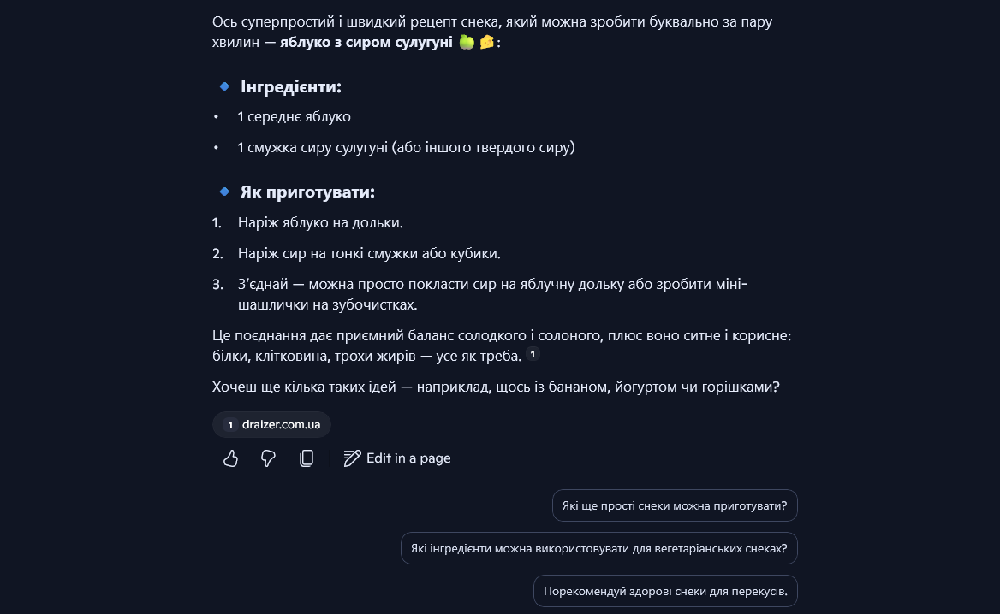 Ось суперпростий і швидкий рецепт снека, який можна зробити буквально за пару
хвилин — яблуко з сиром сулугуні 🍏 🧀:
🔹 Інгредієнти:
• 1 середнє яблуко
• 1 смужка сиру сулугуні (або іншого твердого сиру)
🔹 Як приготувати:
1. Наріж яблуко на дольки.
2. Наріж сир на тонкі смужки або кубики.
3. З’єднай — можна просто покласти сир на яблучну дольку або зробити міні-
шашлички на зубочистках.
Це поєднання дає приємний баланс солодкого і солоного, плюс воно ситне і корисне:
білки, клітковина, трохи жирів — усе як треба. 1
Хочеш ще кілька таких ідей — наприклад, щось із бананом, йогуртом чи горішками?
1 draizer.com.ua
Edit in a page
Які ще прості снеки можна приготувати?
Які інгредієнти можна використовувати для вегетаріанських снеках?
Порекомендуй здорові снеки для перекусів.